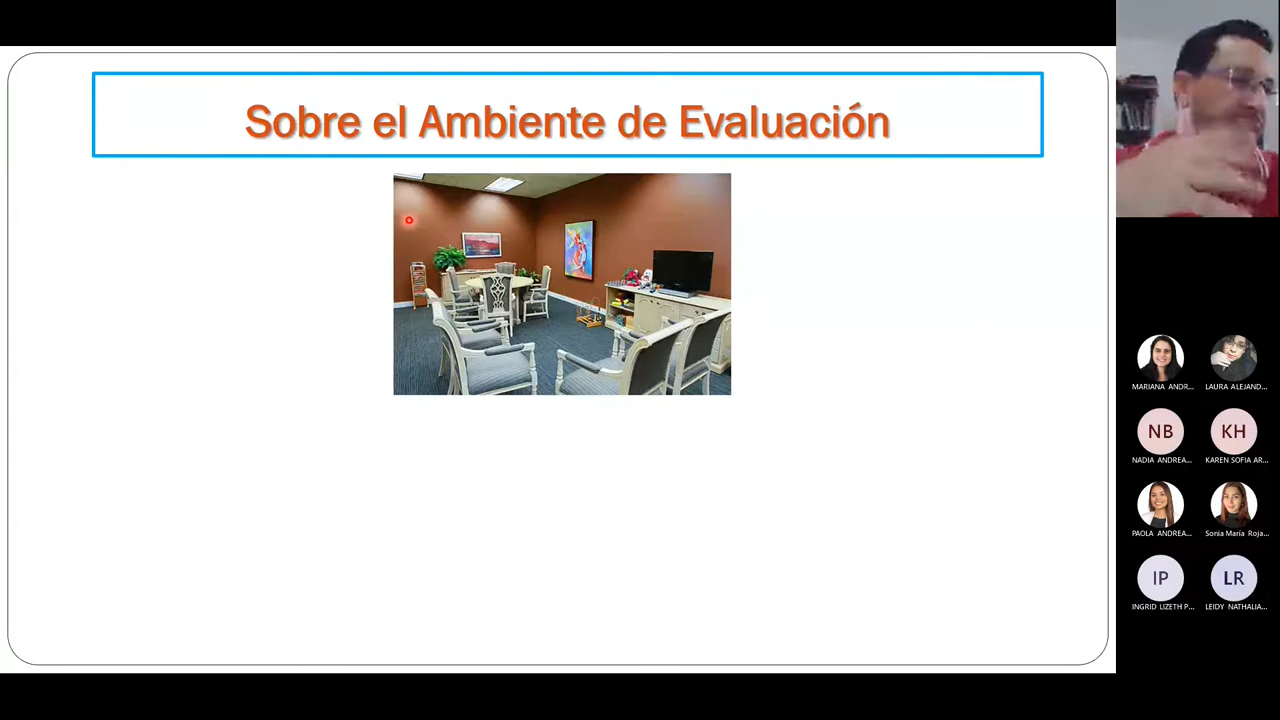 Sobre el Ambiente de Evaluación
MARIANA ANDR...
LAURA ALEJAND...
NB
KH
NADIA ANDREA...
KAREN SOFIA AR...
PAOLA ANDREA...
Sonia María Roja...
IP
LR
INGRID LIZETH P...
LEIDY NATHALIA...